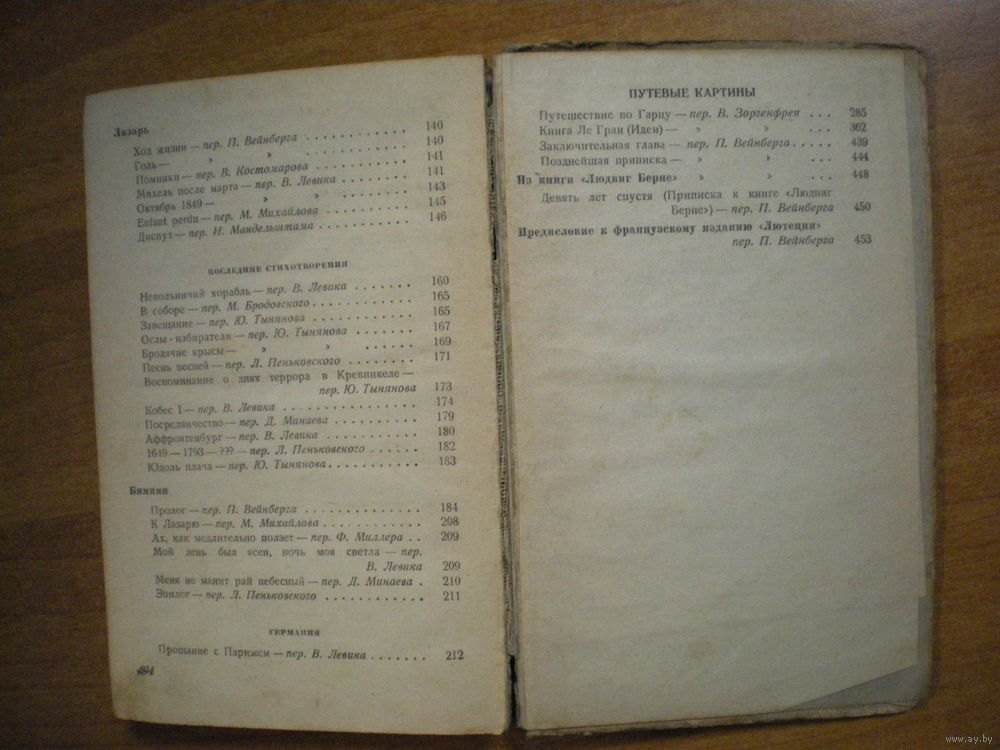 Лазарь
Ход жизни — пер. П. Вейнберга . . . . . . . . . . 140
Голь — » » . . . . . . 140
Поминки — пер. В. Костомарова . . . . . . . . . 141
Михель после марта — пер. В. Левика . . . . . . . 141
Октябрь 1849 — » » » . . . . . . 143
Enfant perdu — пер. М. Михайлова . . . . . . . . 145
Диспут — пер. И. Мандельштама . . . . . . . . 146
ПОСЛЕДНИЕ СТИХОТВОРЕНИЯ
Невольничий корабль — пер. В. Левика . . . . . . 160
В соборе — пер. М. Бродовского . . . . . . . . . 165
Завещание — пер. Ю. Тынянова . . . . . . . . . 165
Ослы-избиратели — пер. Ю. Тынянова . . . . . . . 167
Бродячие крысы — » » . . . . . . 169
Песнь песней — пер. Л. Пеньковского . . . . . . . . 171
Воспоминание о днях террора в Кревинкеле —
пер. Ю. Тынянова 173
Кобес I — пер. В. Левика . . . . . . . . . . . . 174
Посредничество — пер. Д. Минаева . . . . . . . . 179
Аффронтенбург — пер. В. Левика . . . . . . . . . 180
1649 — 1793 — ??? — пер. Л. Пеньковского . . . . . . 182
Юдоль плача — пер. Ю. Тынянова . . . . . . . . . 183
Бимини
Пролог — пер. П. Вейнберга . . . . . . . . . . . 184
К Лазарю — пер. М. Михайлова . . . . . . . . . . 208
Ах, как медлительно ползет — пер. Ф. Миллера . . 209
Мой день был ясен, ночь моя светла — пер.
В. Левика 209
Меня не манит рай небесный — пер. Д. Минаева . 210
Эпилог — пер. Л. Пеньковского . . . . . . . . . . 211
ГЕРМАНИЯ
Прощание с Парижем — пер. В. Левика . . . . . . . 212
494
ПУТЕВЫЕ КАРТИНЫ
Путешествие по Гарцу — пер. В. Зоргенфрея . . . 285
Книга Ле Гран (Идеи) — » » . . . 362
Заключительная глава — пер. П. Вейнберга . . . . . 439
Позднейшая приписка — » » . . . 444
Из книги «Людвиг Берне» » » . . . 448
Девять лет спустя (Приписка к книге «Людвиг
Берне») — пер. П. Вейнберга 450
Предисловие к французскому изданию «Лютеции»
пер. П. Вейнберга 453
www.ay.by